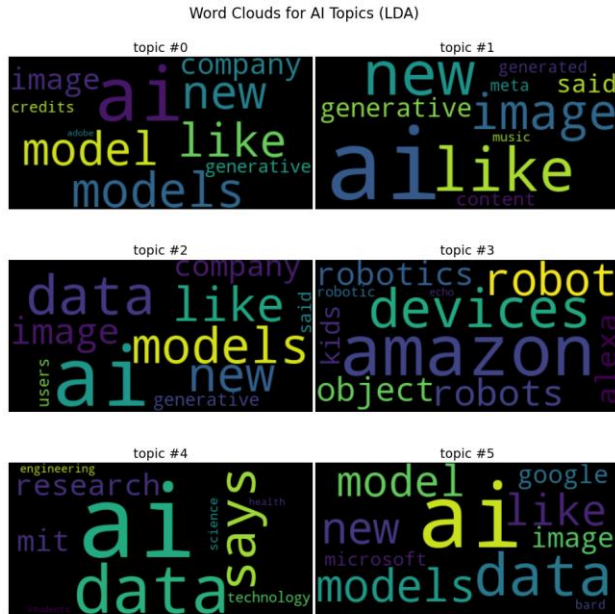 Word Clouds for AI Topics (LDA)
topic #0
image ai company
credits new
adobe
model like
generative
models
topic #1
new generated
meta said
generative image
music
ai like
content
topic #2
company
data like
said
image models
users ai new
generative
topic #3
robotics robot
robotic echo
devices
kids amazon alexa
object robots
topic #4
engineering
research ai says
science health
mit
data technology
students
topic #5
model ai google
like
new image
microsoft
models data
bard